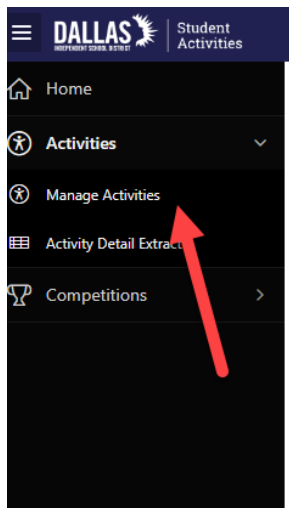 DALLAS
INDEPENDENT SCHOOL DISTRICT
Student
Activities
Home
Activities
Manage Activities
Activity Detail Extract
Competitions